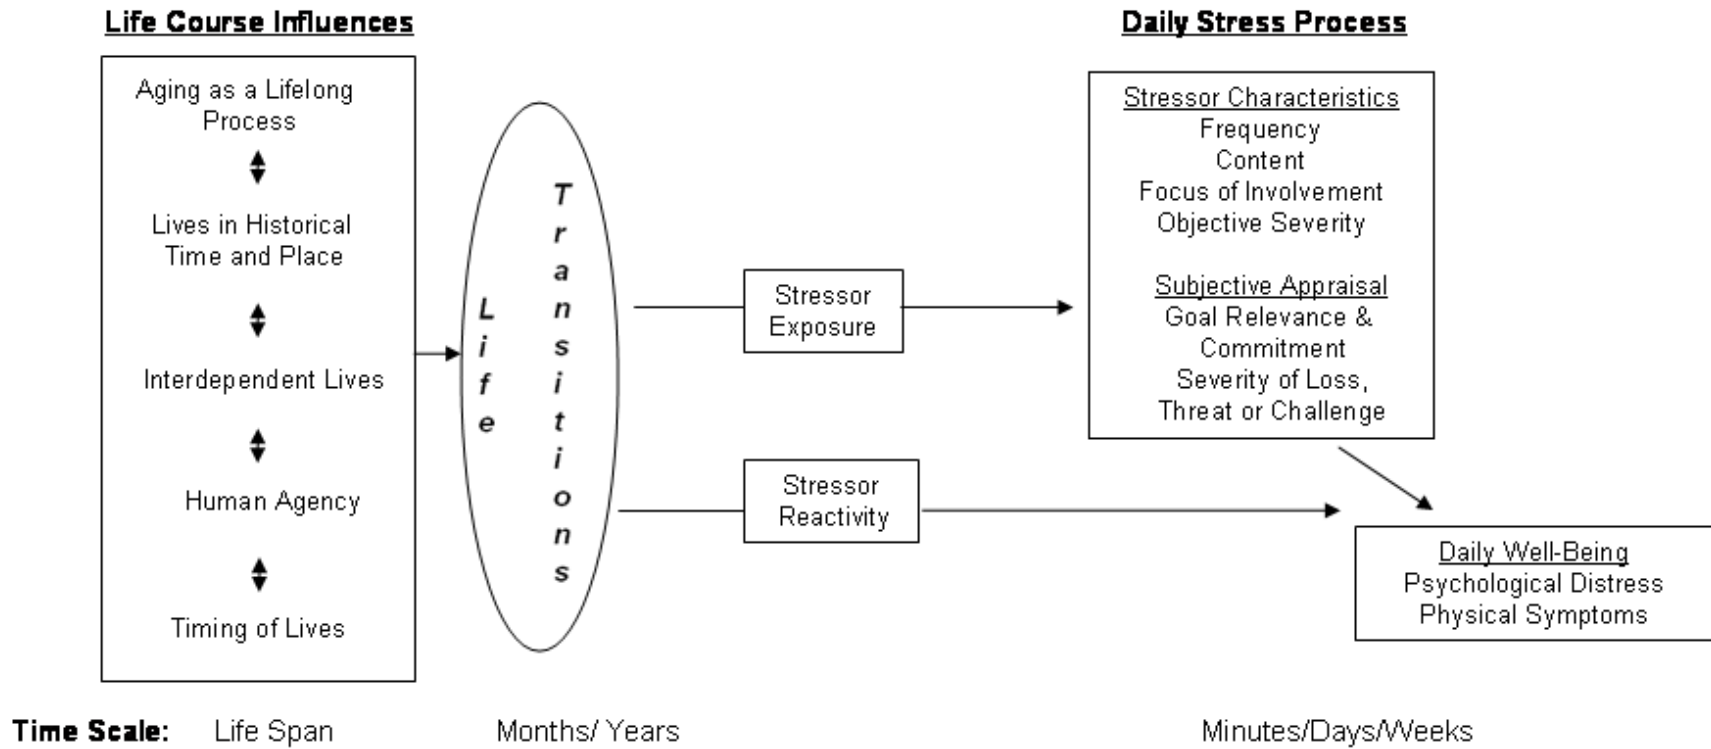 Life Course Influences
Aging as a Lifelong
Process
Lives in Historical
Time and Place
Interdependent Lives
Human Agency
Timing of Lives
Life
Transitions
Stressor
Exposure
Stressor
Reactivity
Daily Stress Process
Stressor Characteristics
Frequency
Content
Focus of Involvement
Objective Severity
Subjective Appraisal
Goal Relevance &
Commitment
Severity of Loss,
Threat or Challenge
Daily Well-Being
Psychological Distress
Physical Symptoms
Time Scale: Life Span Months/ Years Minutes/Days/Weeks